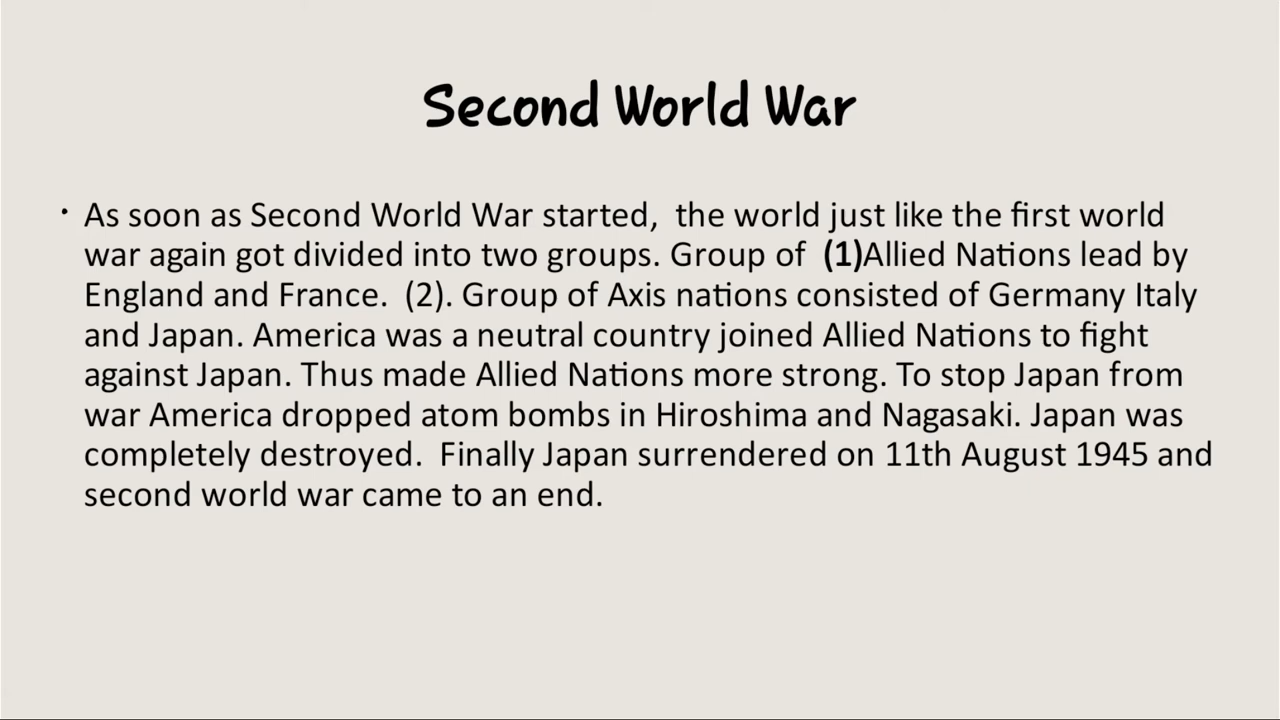 Second World War
• As soon as Second World War started,  the world just like the first world
war again got divided into two groups. Group of  (1)Allied Nations lead by
England and France.  (2). Group of Axis nations consisted of Germany Italy
and Japan. America was a neutral country joined Allied Nations to fight
against Japan. Thus made Allied Nations more strong. To stop Japan from
war America dropped atom bombs in Hiroshima and Nagasaki. Japan was
completely destroyed.  Finally Japan surrendered on 11th August 1945 and
second world war came to an end.